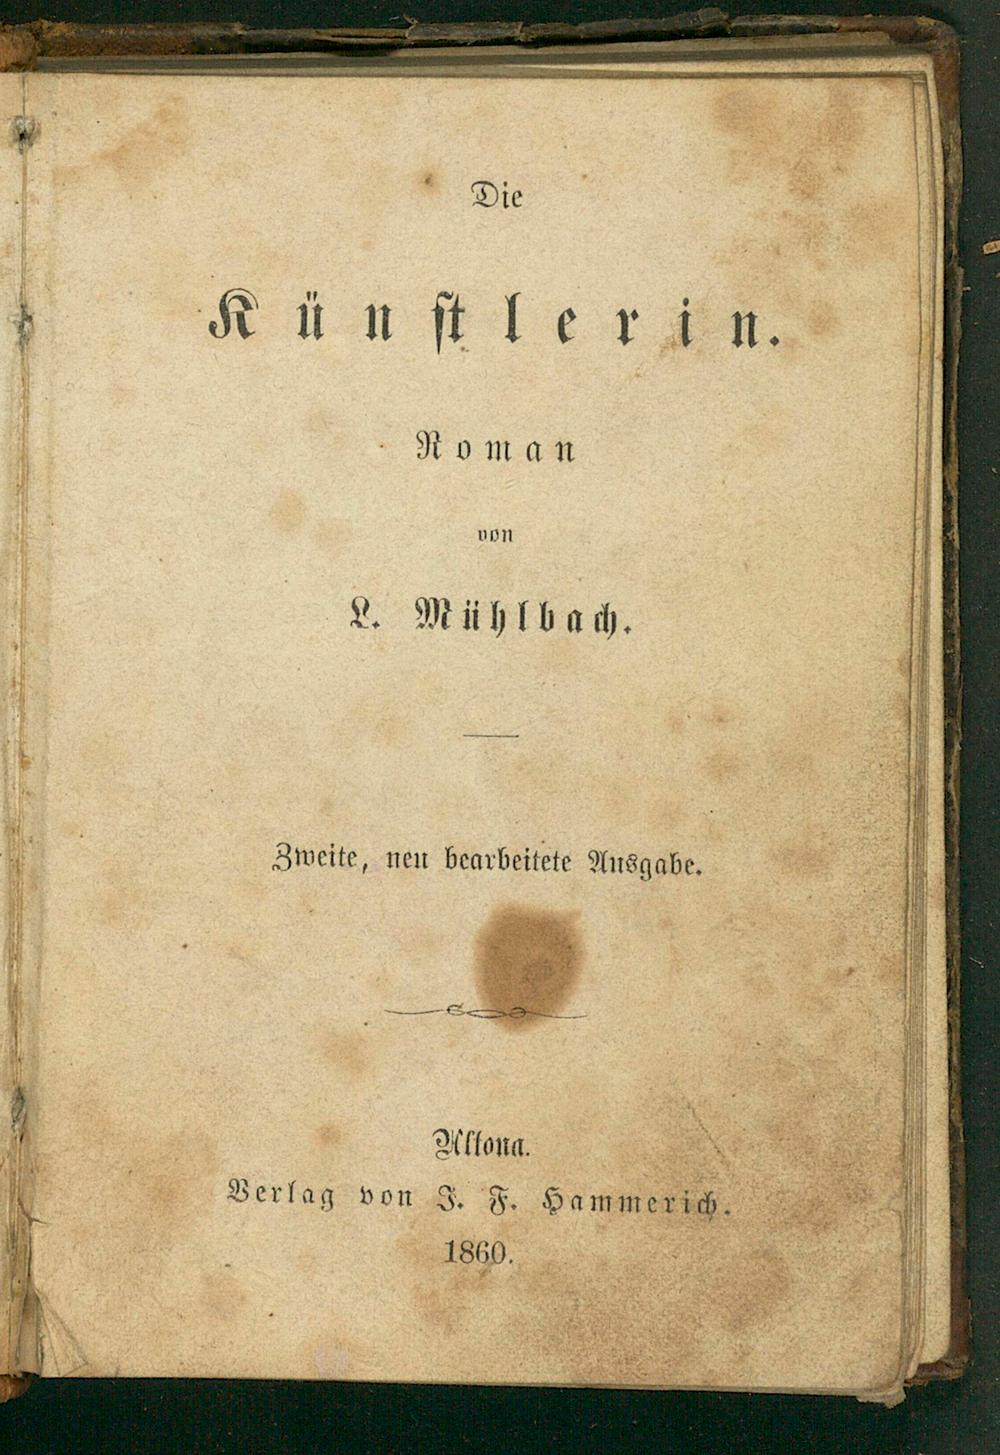 Die
Künstlerin.
Roman
von
L. Mühlbach.
Zweite, neu bearbeitete Ausgabe.
Altona.
Verlag von J. F. Hammerich.
1860.